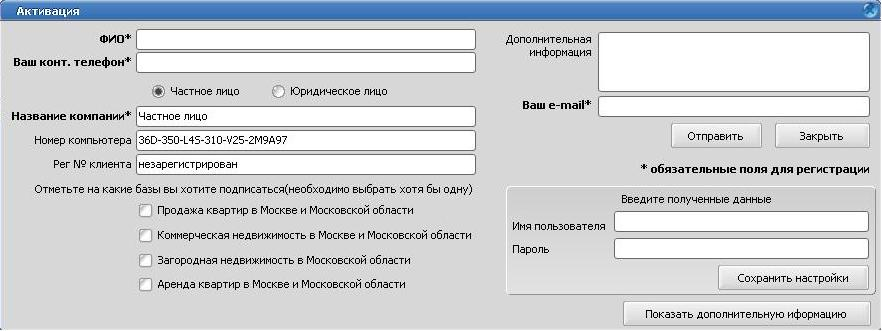 Активация
ФИО*
Ваш конт. телефон*
Частное лицо
Юридическое лицо
Название компании*
Частное лицо
Номер компьютера
36D-350-L45-310-V25-2M9A97
Рег № клиента
незарегистрирован
Отметьте на какие базы вы хотите подписаться(необходимо выбрать хотя бы одну)
Продажа квартир в Москве и Московской области
Коммерческая недвижимость в Москве и Московской области
Загородная недвижимость в Московской области
Аренда квартир в Москве и Московской области
Дополнительная
информация
Ваш e-mail*
Отправить
Закрыть
* обязательные поля для регистрации
Введите полученные данные
Имя пользователя
Пароль
Сохранить настройки
Показать дополнительную иформацию